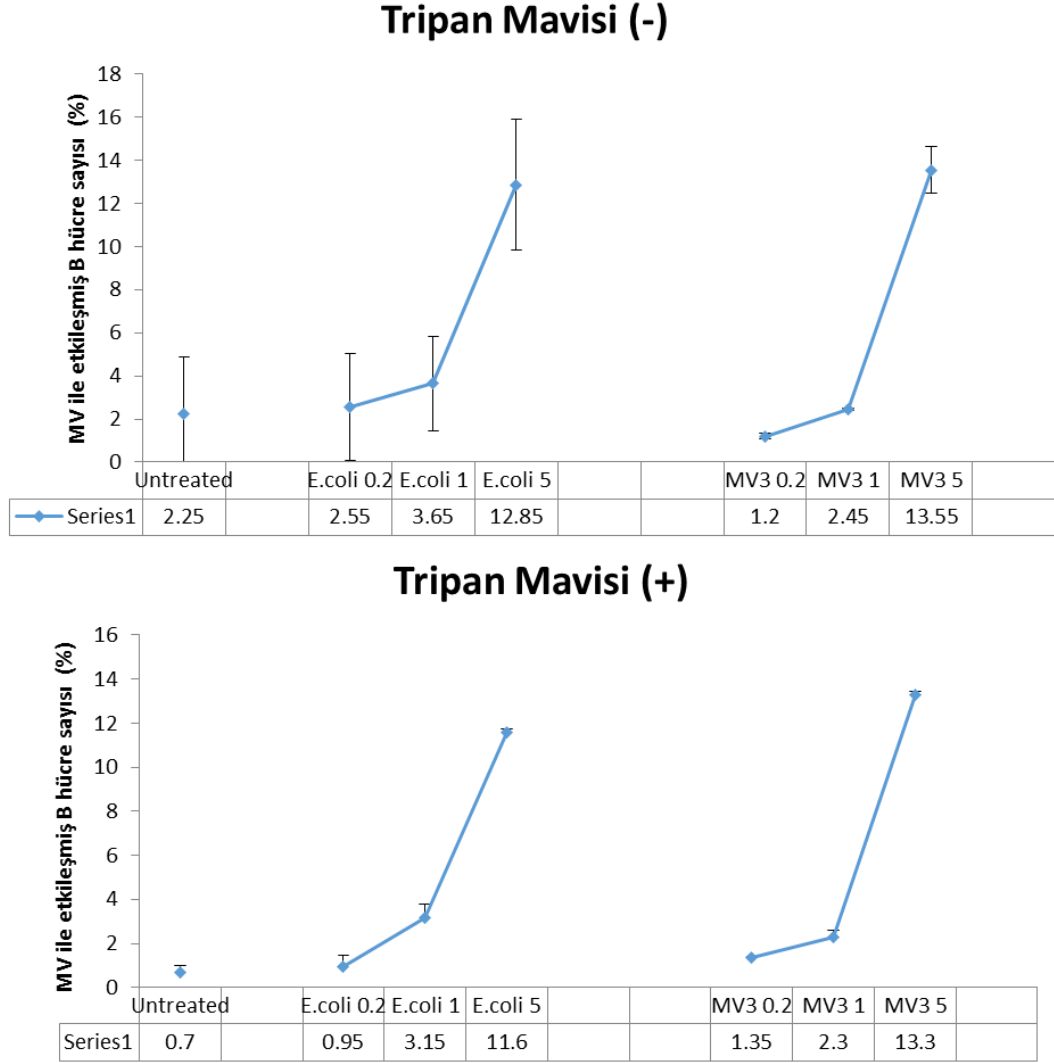 Tripan Mavisi (-)
MV ile etkileşmiş B hücre sayısı (%)
18
16
14
12
10
8
6
4
2
0
Untreated E.coli 0.2 E.coli 1 E.coli 5 MV3 0.2 MV3 1 MV3 5
Series1 2.25 2.55 3.65 12.85 1.2 2.45 13.55
Tripan Mavisi (+)
MV ile etkileşmiş B hücre sayısı (%)
16
14
12
10
8
6
4
2
0
Untreated E.coli 0.2 E.coli 1 E.coli 5 MV3 0.2 MV3 1 MV3 5
Series1 0.7 0.95 3.15 11.6 1.35 2.3 13.3